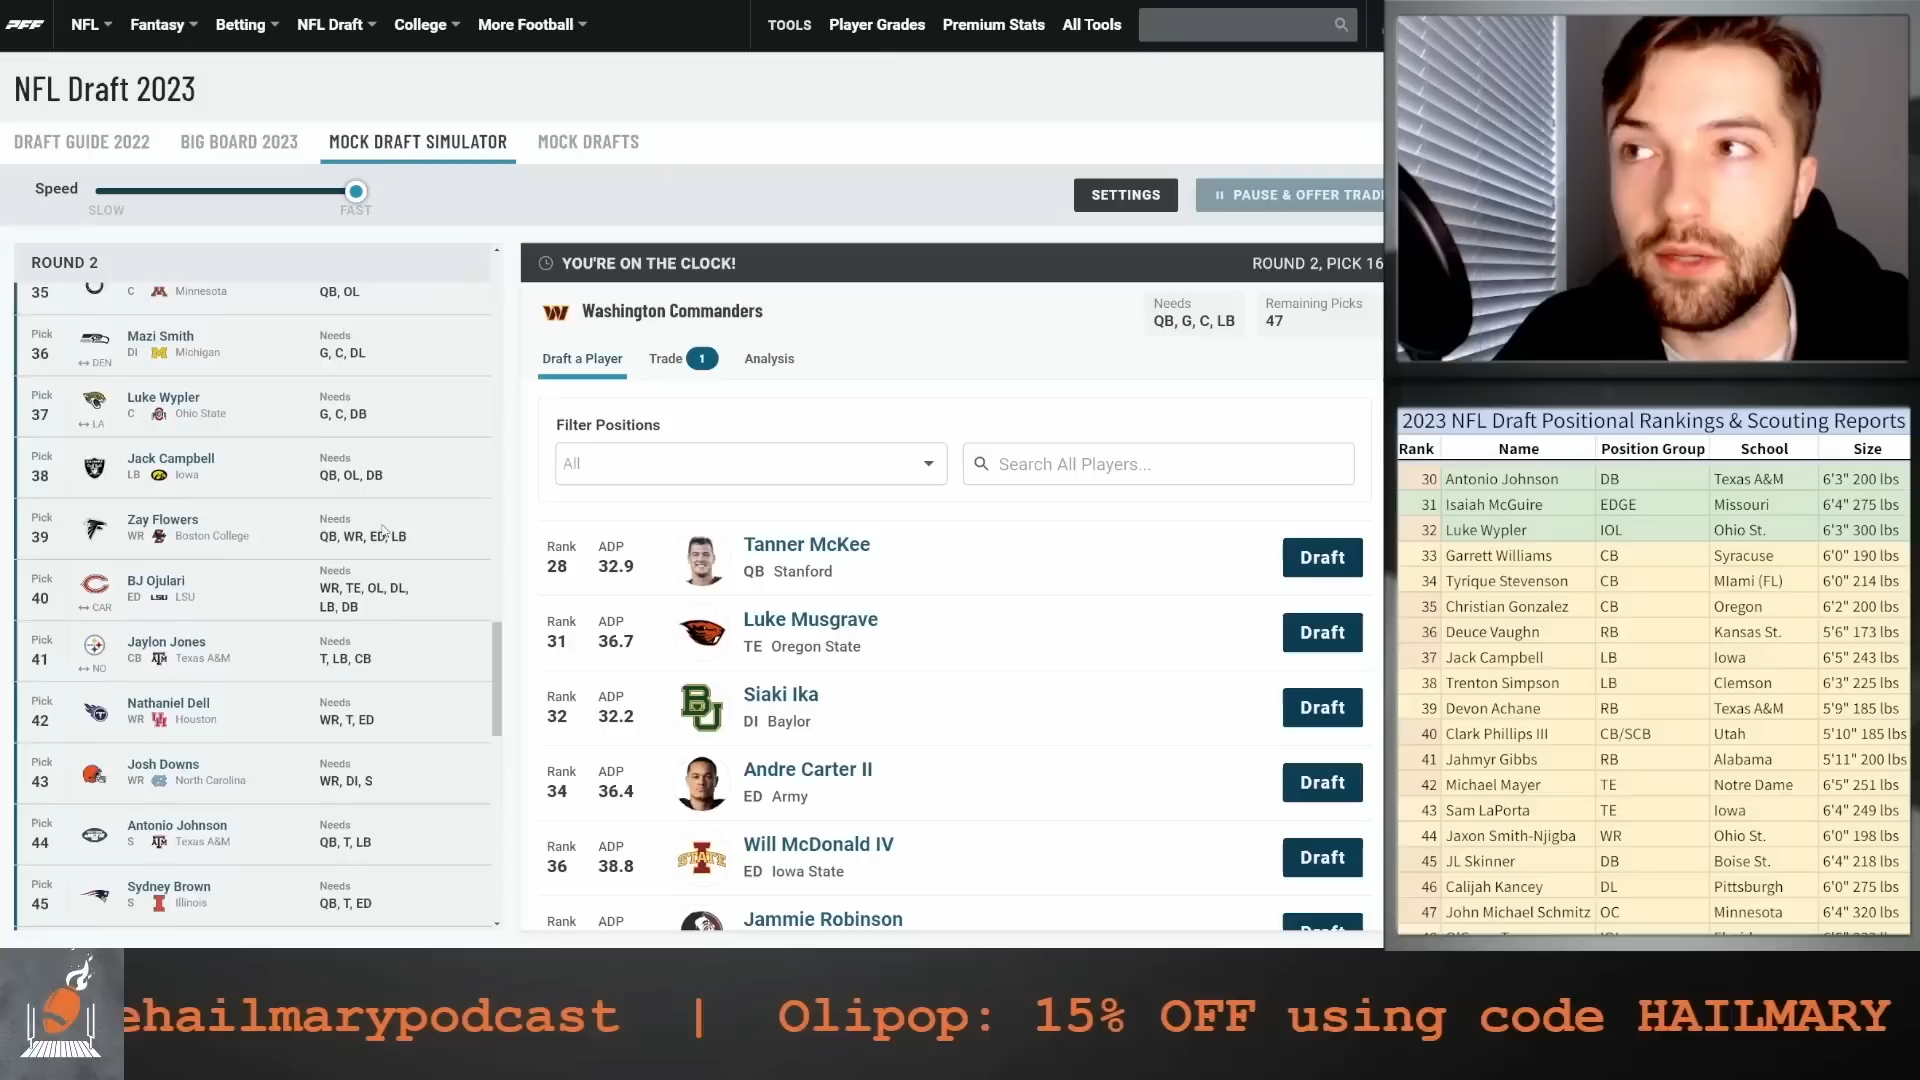 PFF NFL Fantasy Betting NFL Draft College More Football TOOLS Player Grades Premium Stats All Tools
NFL Draft 2023
DRAFT GUIDE 2022 BIG BOARD 2023 MOCK DRAFT SIMULATOR MOCK DRAFTS
Speed
SLOW FAST
SETTINGS PAUSE & OFFER TRAD
ROUND 2
35 C Minnesota QB, OL
Pick Mazi Smith Needs
36 DI Michigan G, C, DL
↔ DEN
Pick Luke Wypler Needs
37 C Ohio State G, C, DB
↔ LA
Pick Jack Campbell Needs
38 LB Iowa QB, OL, DB
Pick Zay Flowers Needs
39 WR Boston College QB, WR, ED, LB
Pick BJ Ojulari Needs
40 ED LSU LSU WR, TE, OL, DL,
↔ CAR LB, DB
Pick Jaylon Jones Needs
41 CB Texas A&M T, LB, CB
↔ NO
Pick Nathaniel Dell Needs
42 WR Houston WR, T, ED
Pick Josh Downs Needs
43 WR North Carolina WR, DI, S
Pick Antonio Johnson Needs
44 S Texas A&M QB, T, LB
Pick Sydney Brown Needs
45 S Illinois QB, T, ED
YOU'RE ON THE CLOCK! ROUND 2, PICK 16
Washington Commanders
Needs Remaining Picks
QB, G, C, LB 47
Draft a Player Trade 1 Analysis
Filter Positions
All Search All Players...
Rank ADP Tanner McKee
28 32.9 QB Stanford Draft
Rank ADP Luke Musgrave
31 36.7 TE Oregon State Draft
Rank ADP Siaki Ika
32 32.2 DI Baylor Draft
Rank ADP Andre Carter II
34 36.4 ED Army Draft
Rank ADP Will McDonald IV
36 38.8 ED Iowa State Draft
Rank ADP Jammie Robinson
Draft
2023 NFL Draft Positional Rankings & Scouting Reports
Rank Name Position Group School Size
30 Antonio Johnson DB Texas A&M 6'3" 200 lbs
31 Isaiah McGuire EDGE Missouri 6'4" 275 lbs
32 Luke Wypler IOL Ohio St. 6'3" 300 lbs
33 Garrett Williams CB Syracuse 6'0" 190 lbs
34 Tyrique Stevenson CB MIami (FL) 6'0" 214 lbs
35 Christian Gonzalez CB Oregon 6'2" 200 lbs
36 Deuce Vaughn RB Kansas St. 5'6" 173 lbs
37 Jack Campbell LB Iowa 6'5" 243 lbs
38 Trenton Simpson LB Clemson 6'3" 225 lbs
39 Devon Achane RB Texas A&M 5'9" 185 lbs
40 Clark Phillips III CB/SCB Utah 5'10" 185 lbs
41 Jahmyr Gibbs RB Alabama 5'11" 200 lbs
42 Michael Mayer TE Notre Dame 6'5" 251 lbs
43 Sam LaPorta TE Iowa 6'4" 249 lbs
44 Jaxon Smith-Njigba WR Ohio St. 6'0" 198 lbs
45 JL Skinner DB Boise St. 6'4" 218 lbs
46 Calijah Kancey DL Pittsburgh 6'0" 275 lbs
47 John Michael Schmitz OC Minnesota 6'4" 320 lbs
ehailmarypodcast | Olipop: 15% OFF using code HAILMARY